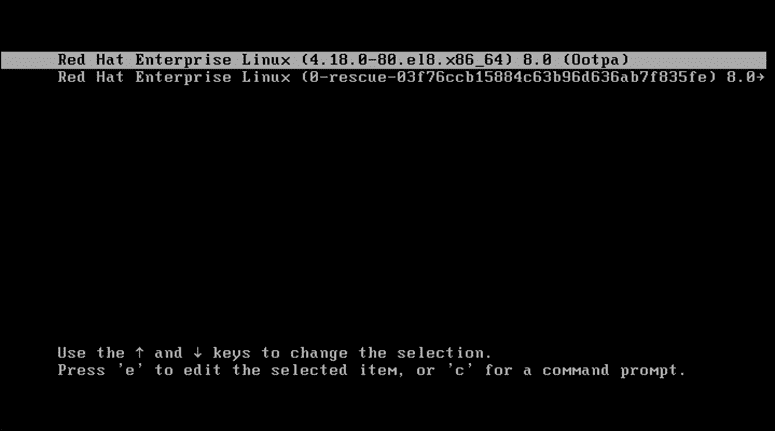 Red Hat Enterprise Linux (4.18.0-80.el8.x86_64) 8.0 (Ootpa)
Red Hat Enterprise Linux (0-rescue-03f76ccb15884c63b96d636ab7f835fe) 8.0→
Use the ↑ and ↓ keys to change the selection.
Press 'e' to edit the selected item, or 'c' for a command prompt.